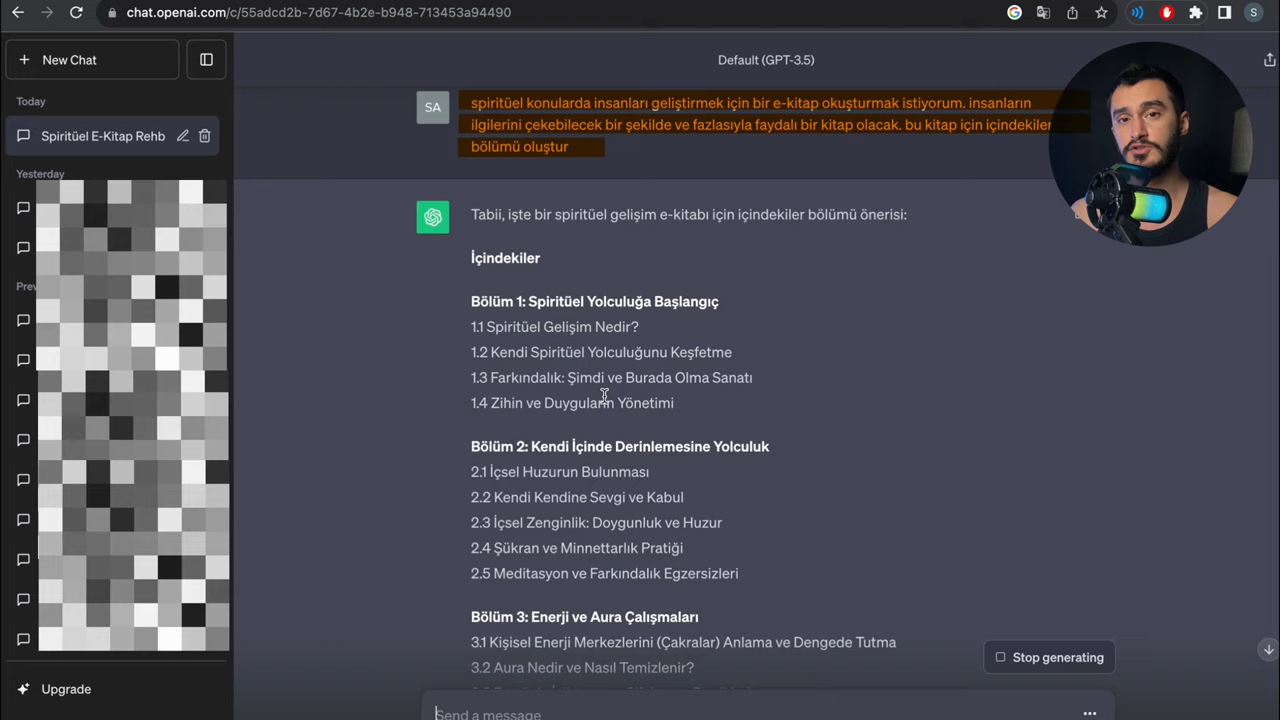 chat.openai.com/c/55adcd2b-7d67-4b2e-b948-713453a94490
S
New Chat
Default (GPT-3.5)
Today
Spiritüel E-Kitap Rehb
Yesterday
Upgrade
SA
spiritüel konularda insanları geliştirmek için bir e-kitap okuşturmak istiyorum. insanların
ilgilerini çekebilecek bir şekilde ve fazlasıyla faydalı bir kitap olacak. bu kitap için içindekiler
bölümü oluştur
Tabii, işte bir spiritüel gelişim e-kitabı için içindekiler bölümü önerisi:
İçindekiler
Bölüm 1: Spiritüel Yolculuğa Başlangıç
1.1 Spiritüel Gelişim Nedir?
1.2 Kendi Spiritüel Yolculuğunu Keşfetme
1.3 Farkındalık: Şimdi ve Burada Olma Sanatı
1.4 Zihin ve Duyguların Yönetimi
Bölüm 2: Kendi İçinde Derinlemesine Yolculuk
2.1 İçsel Huzurun Bulunması
2.2 Kendi Kendine Sevgi ve Kabul
2.3 İçsel Zenginlik: Doygunluk ve Huzur
2.4 Şükran ve Minnettarlık Pratiği
2.5 Meditasyon ve Farkındalık Egzersizleri
Bölüm 3: Enerji ve Aura Çalışmaları
3.1 Kişisel Enerji Merkezlerini (Çakralar) Anlama ve Dengede Tutma
3.2 Aura Nedir ve Nasıl Temizlenir?
Stop generating
Send a message